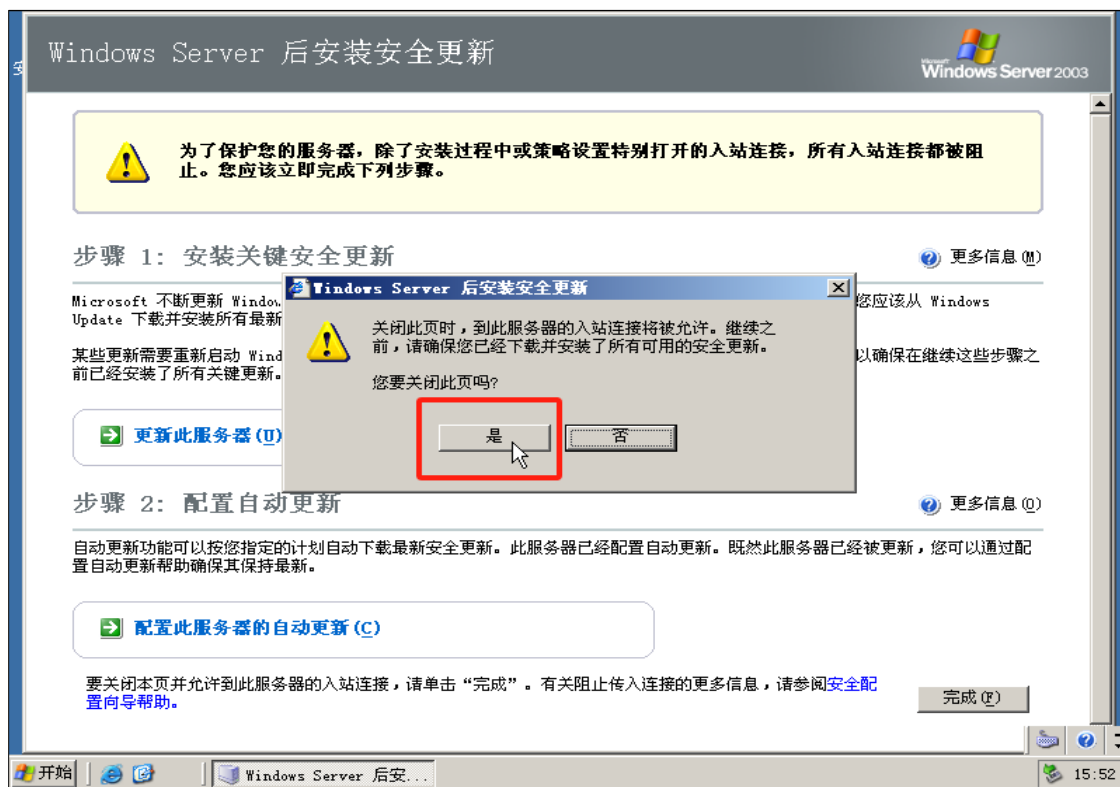 Windows Server 后安装安全更新
Microsoft
Windows Server 2003
安
为了保护您的服务器，除了安装过程中或策略设置特别打开的入站连接，所有入站连接都被阻
止。您应该立即完成下列步骤。
步骤 1: 安装关键安全更新
更多信息(M)
Microsoft 不断更新 Window
您应该从 Windows
Update 下载并安装所有最新
某些更新需要重新启动 Wind
以确保在继续这些步骤之
前已经安装了所有关键更新。
更新此服务器(U)
Windows Server 后安装安全更新
关闭此页时，到此服务器的入站连接将被允许。继续之
前，请确保您已经下载并安装了所有可用的安全更新。
您要关闭此页吗?
是
否
步骤 2: 配置自动更新
更多信息(O)
自动更新功能可以按您指定的计划自动下载最新安全更新。此服务器已经配置自动更新。既然此服务器已经被更新，您可以通过配
置自动更新帮助确保其保持最新。
配置此服务器的自动更新(C)
要关闭本页并允许到此服务器的入站连接，请单击“完成”。有关阻止传入连接的更多信息，请参阅安全配
置向导帮助。
完成(F)
开始
Windows Server 后安...
15:52